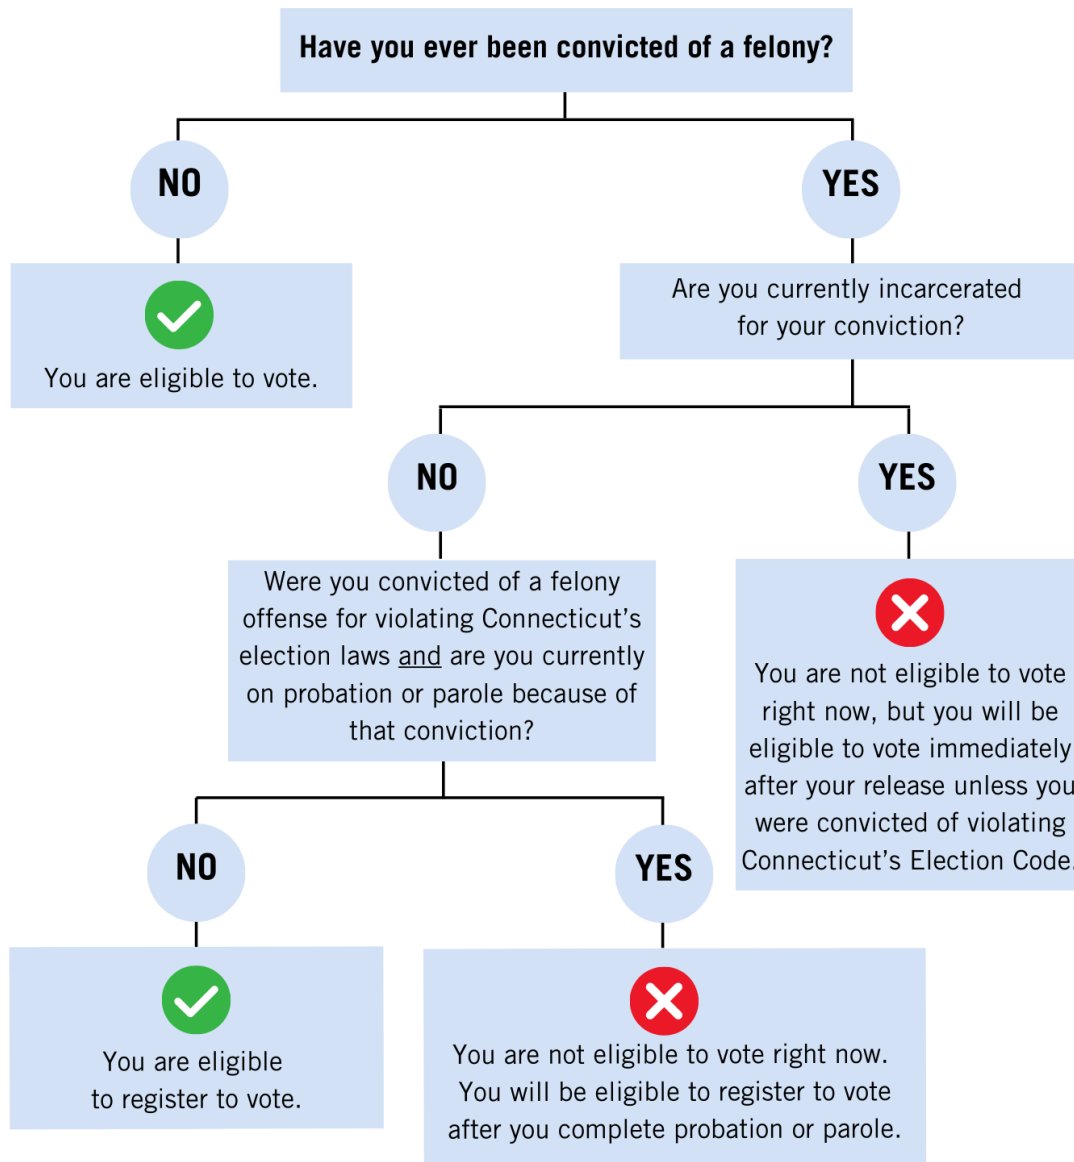 Have you ever been convicted of a felony?
NO
YES
You are eligible to vote.
Are you currently incarcerated
for your conviction?
NO
YES
Were you convicted of a felony
offense for violating Connecticut’s
election laws and are you currently
on probation or parole because of
that conviction?
You are not eligible to vote
right now, but you will be
eligible to vote immediately
after your release unless you
were convicted of violating
Connecticut’s Election Code.
NO
YES
You are eligible
to register to vote.
You are not eligible to vote right now.
You will be eligible to register to vote
after you complete probation or parole.